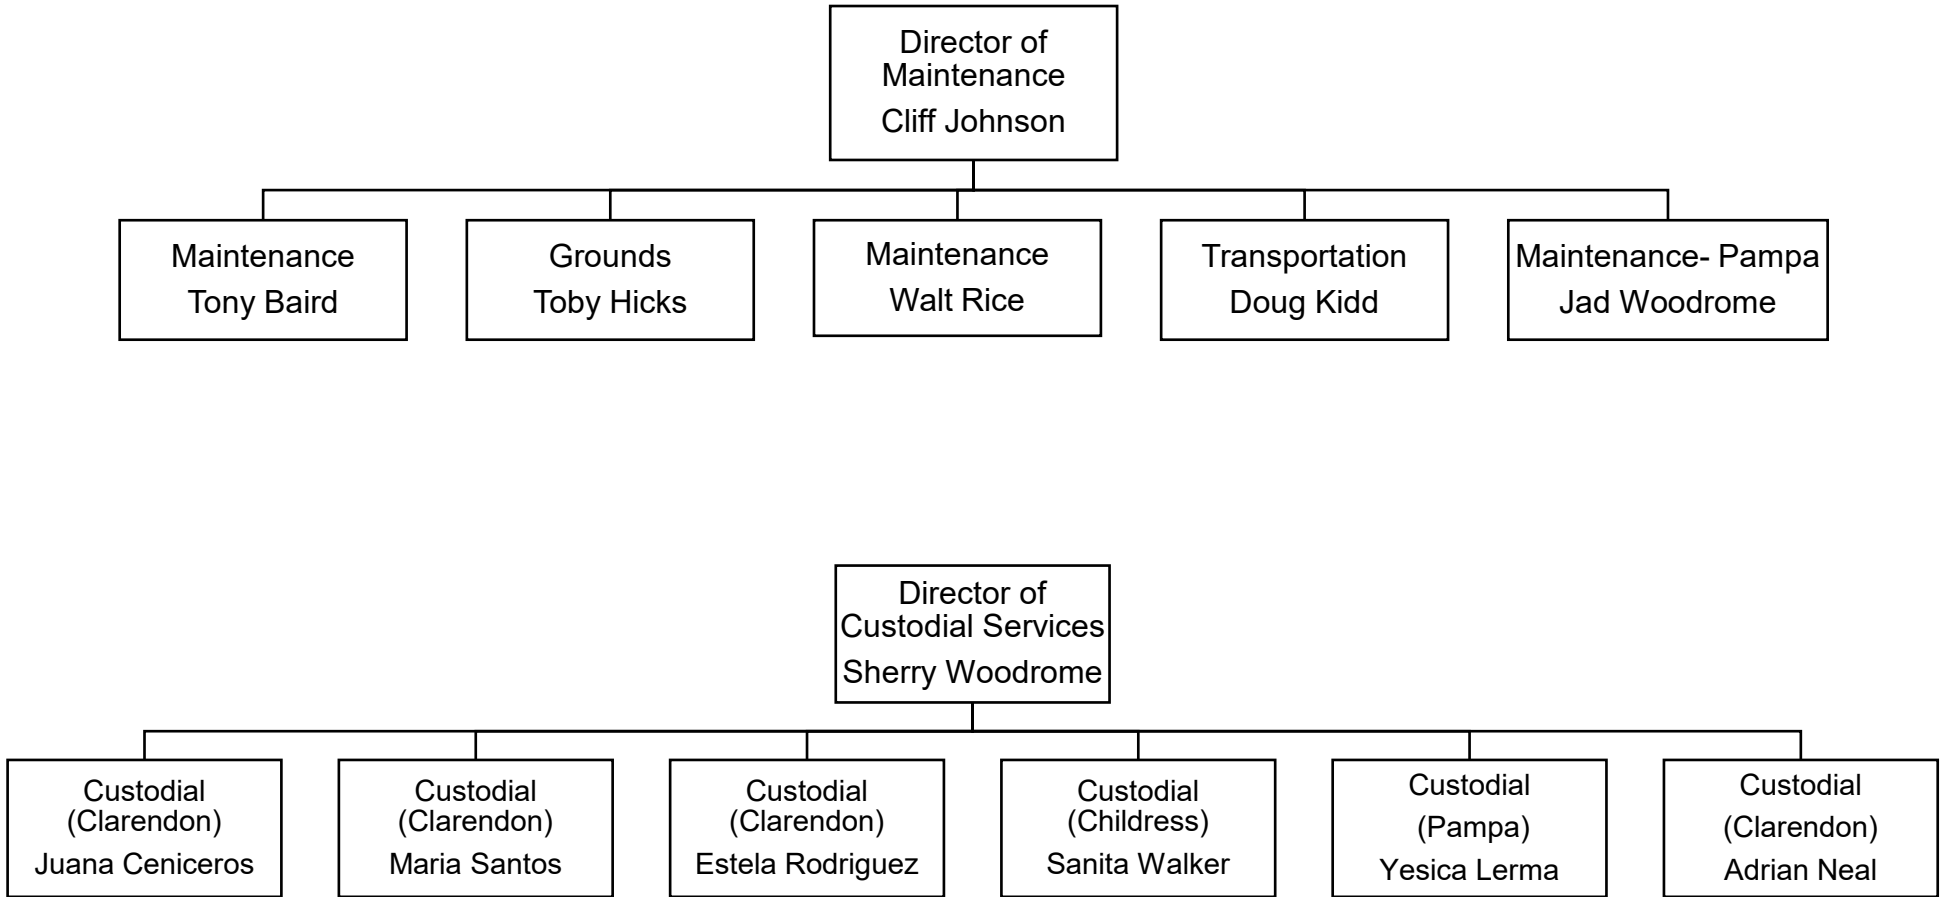 Director of
Maintenance
Cliff Johnson
Maintenance
Tony Baird
Grounds
Toby Hicks
Maintenance
Walt Rice
Transportation
Doug Kidd
Maintenance- Pampa
Jad Woodrome
Director of
Custodial Services
Sherry Woodrome
Custodial
(Clarendon)
Juana Ceniceros
Custodial
(Clarendon)
Maria Santos
Custodial
(Clarendon)
Estela Rodriguez
Custodial
(Childress)
Sanita Walker
Custodial
(Pampa)
Yesica Lerma
Custodial
(Clarendon)
Adrian Neal